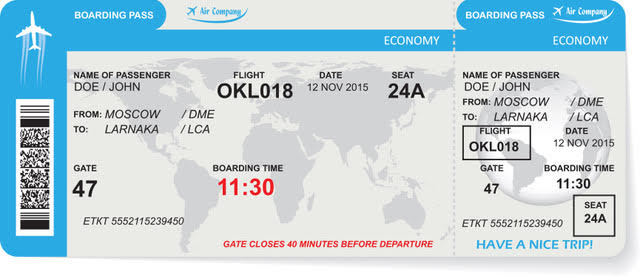 BOARDING PASS
Air Company
ECONOMY
NAME OF PASSENGER
DOE / JOHN
FLIGHT
OKL018
DATE
12 NOV 2015
SEAT
24A
FROM: MOSCOW / DME
TO: LARNAKA / LCA
GATE
47
BOARDING TIME
11:30
ETKT 5552115239450
GATE CLOSES 40 MINUTES BEFORE DEPARTURE
BOARDING PASS
Air Company
ECONOMY
NAME OF PASSENGER
DOE / JOHN
FROM: MOSCOW / DME
TO: LARNAKA / LCA
FLIGHT
OKL018
DATE
12 NOV 2015
GATE
47
BOARDING TIME
11:30
SEAT
24A
ETKT 5552115239450
HAVE A NICE TRIP!